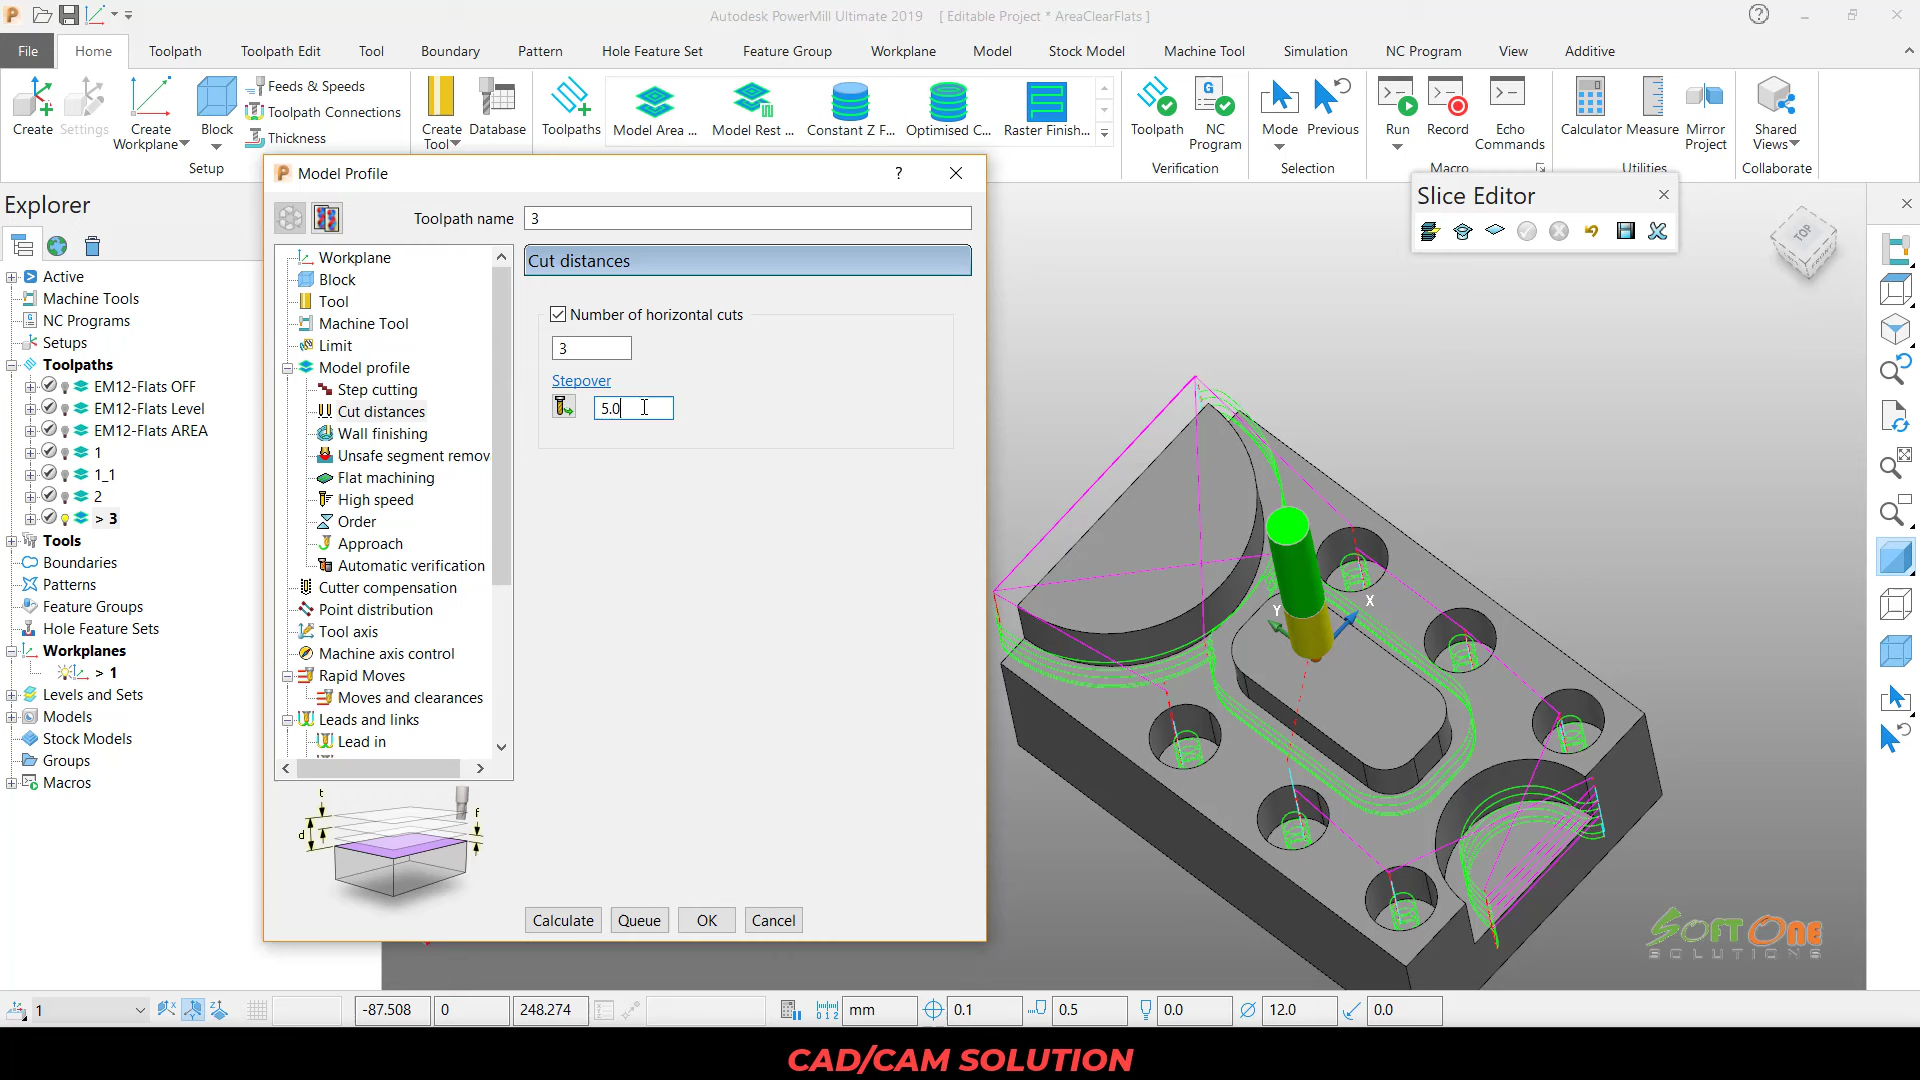 Autodesk PowerMill Ultimate 2019 [ Editable Project * AreaClearFlats ]
File Home Toolpath Toolpath Edit Tool Boundary Pattern Hole Feature Set Feature Group Workplane Model Stock Model Machine Tool Simulation NC Program View Additive
Create
Settings
Create
Workplane
Block
Feeds & Speeds
Toolpath Connections
Thickness
Setup
Create
Tool
Database
Toolpaths
Model Area ...
Model Rest ...
Constant Z F...
Optimised C...
Raster Finish...
Toolpath
NC
Program
Verification
Mode
Previous
Selection
Run
Record
Echo
Commands
Macro
Calculator
Measure
Mirror
Project
Utilities
Shared
Views
Collaborate
Explorer
Active
Machine Tools
NC Programs
Setups
Toolpaths
EM12-Flats OFF
EM12-Flats Level
EM12-Flats AREA
1
1_1
2
> 3
Tools
Boundaries
Patterns
Feature Groups
Hole Feature Sets
Workplanes
> 1
Levels and Sets
Models
Stock Models
Groups
Macros
Model Profile
?
Toolpath name 3
Workplane
Block
Tool
Machine Tool
Limit
Model profile
Step cutting
Cut distances
Wall finishing
Unsafe segment remov
Flat machining
High speed
Order
Approach
Automatic verification
Cutter compensation
Point distribution
Tool axis
Machine axis control
Rapid Moves
Moves and clearances
Leads and links
Lead in
t
f
d
Cut distances
Number of horizontal cuts
3
Stepover
5.0
Calculate Queue OK Cancel
Slice Editor
TOP
FRONT
Y
X
SOFTONE
SOLUTIONS
1 -87.508 0 248.274 mm 0.1 0.5 0.0 12.0 0.0
CAD/CAM SOLUTION